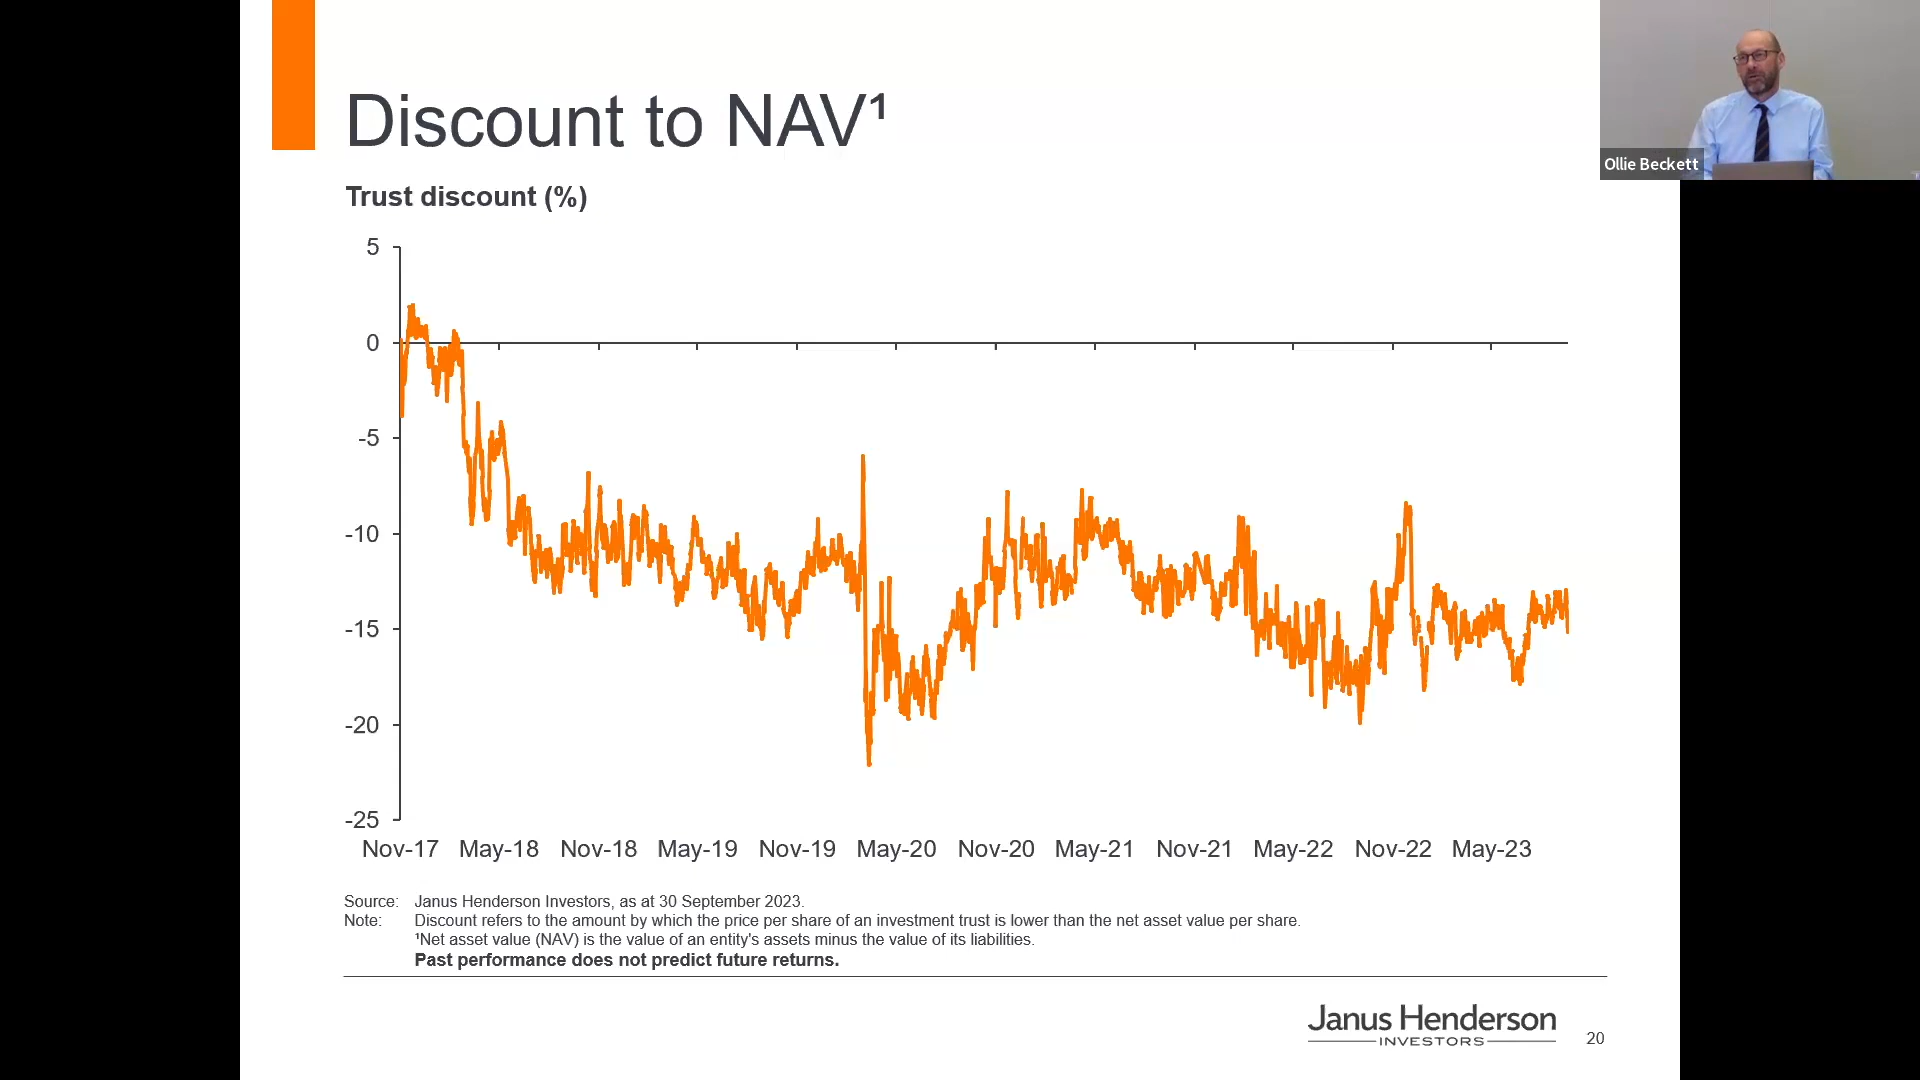 Discount to NAV¹
Ollie Beckett
Trust discount (%)
5
0
-5
-10
-15
-20
-25
Nov-17 May-18 Nov-18 May-19 Nov-19 May-20 Nov-20 May-21 Nov-21 May-22 Nov-22 May-23
Source: Janus Henderson Investors, as at 30 September 2023.
Note: Discount refers to the amount by which the price per share of an investment trust is lower than the net asset value per share.
¹Net asset value (NAV) is the value of an entity's assets minus the value of its liabilities.
Past performance does not predict future returns.
Janus Henderson
INVESTORS
20